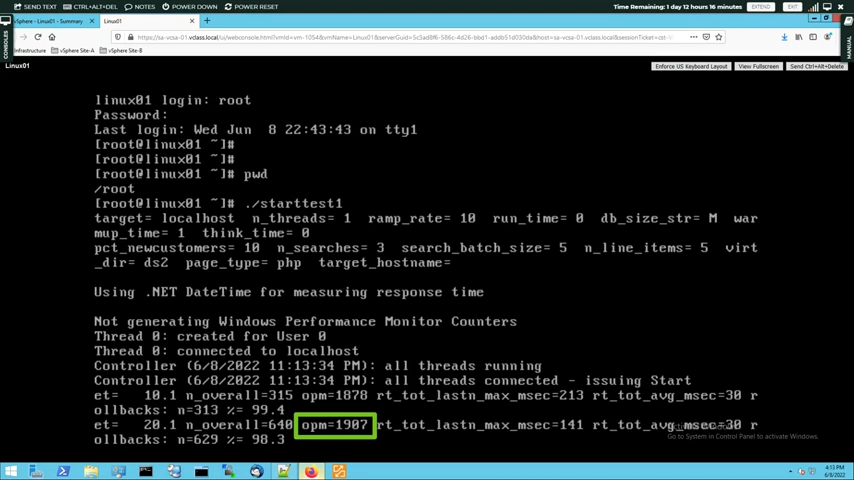 SEND TEXT CTRL+ALT+DEL NOTES POWER DOWN POWER RESET Time Remaining: 1 day 12 hours 16 minutes EXTEND EXIT
vSphere - Linux01 - Summary Linux01
CONSOLES
MANUAL
Infrastructure vSphere Site-A vSphere Site-B
Linux01 Enforce US Keyboard Layout View Fullscreen Send Ctrl+Alt+Delete
linux01 login: root
Password:
Last login: Wed Jun  8 22:43:43 on tty1
[root@linux01 ~]#
[root@linux01 ~]#
[root@linux01 ~]# pwd
/root
[root@linux01 ~]# ./starttest1
target= localhost  n_threads= 1  ramp_rate= 10  run_time= 0  db_size_str= M  war
mup_time= 1  think_time= 0
pct_newcustomers= 10  n_searches= 3  search_batch_size= 5  n_line_items= 5  virt
_dir= ds2  page_type= php  target_hostname=
Using .NET DateTime for measuring response time
Not generating Windows Performance Monitor Counters
Thread 0: created for User 0
Thread 0: connected to localhost
Controller (6/8/2022 11:13:34 PM): all threads running
Controller (6/8/2022 11:13:34 PM): all threads connected - issuing Start
et=   10.1 n_overall=315 opm=1878 rt_tot_lastn_max_msec=213 rt_tot_avg_msec=30 r
ollbacks: n=313 %= 99.4
et=   20.1 n_overall=640 opm=1907 rt_tot_lastn_max_msec=141 rt_tot_avg_msec=30 r
ollbacks: n=629 %= 98.3
Go to System in Control Panel to activate Windows.
4:13 PM
6/8/2022